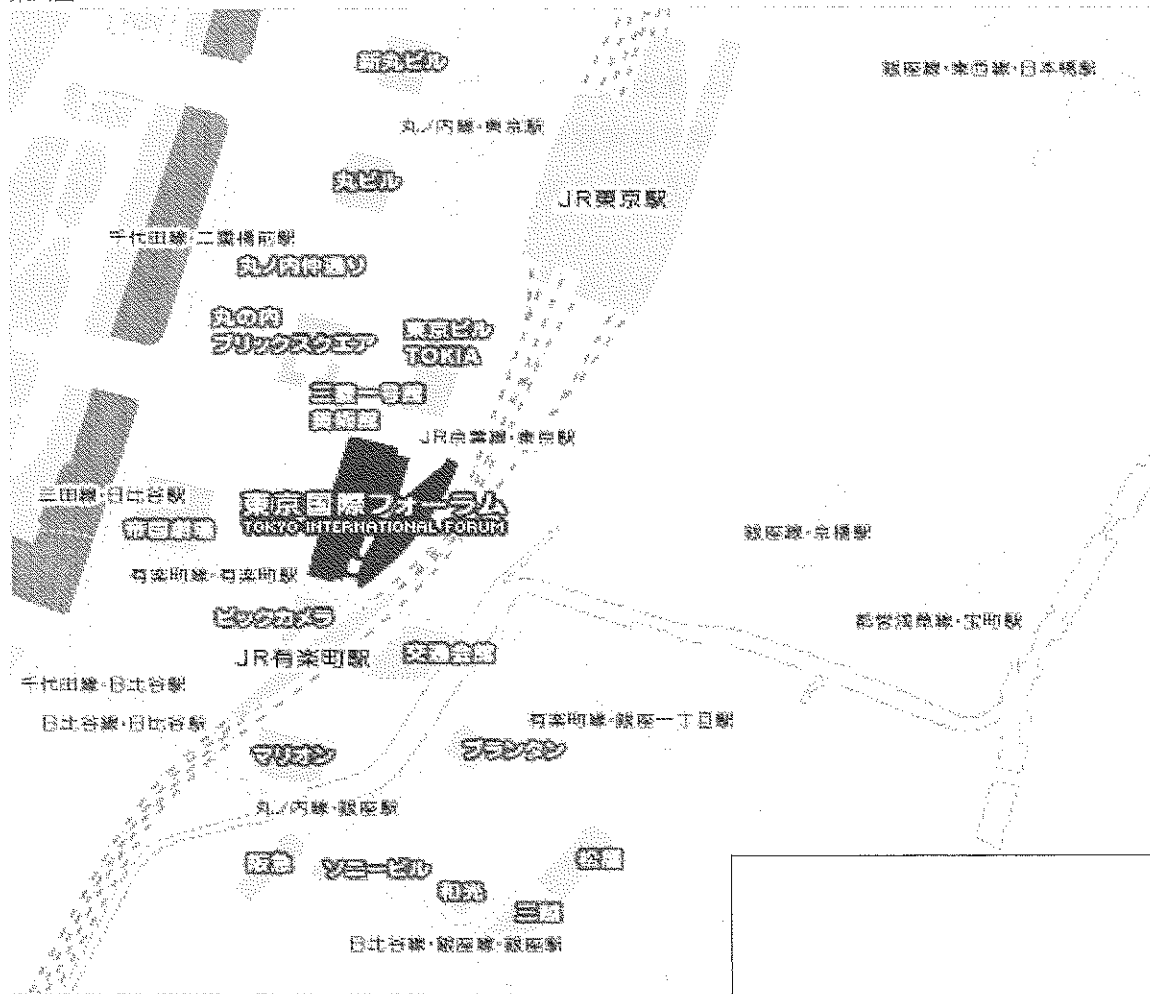 新丸ビル
銀座線・東西線・日本橋駅
丸ノ内線・東京駅
丸ビル
JR東京駅
千代田線・二重橋前駅
丸ノ内仲通り
丸の内
ブリックスクエア
東京ビル
TOKIA
三菱一号館
美術館
JR京葉線・東京駅
三田線・日比谷駅
東京国際フォーラム
TOKYO INTERNATIONAL FORUM
帝国劇場
銀座線・京橋駅
有楽町線・有楽町駅
ビックカメラ
都営浅草線・宝町駅
JR有楽町駅
交通会館
千代田線・日比谷駅
日比谷線・日比谷駅
有楽町線・銀座一丁目駅
マリオン
プランタン
丸ノ内線・銀座駅
阪急
ソニービル
松屋
和光
三越
日比谷線・銀座線・銀座駅